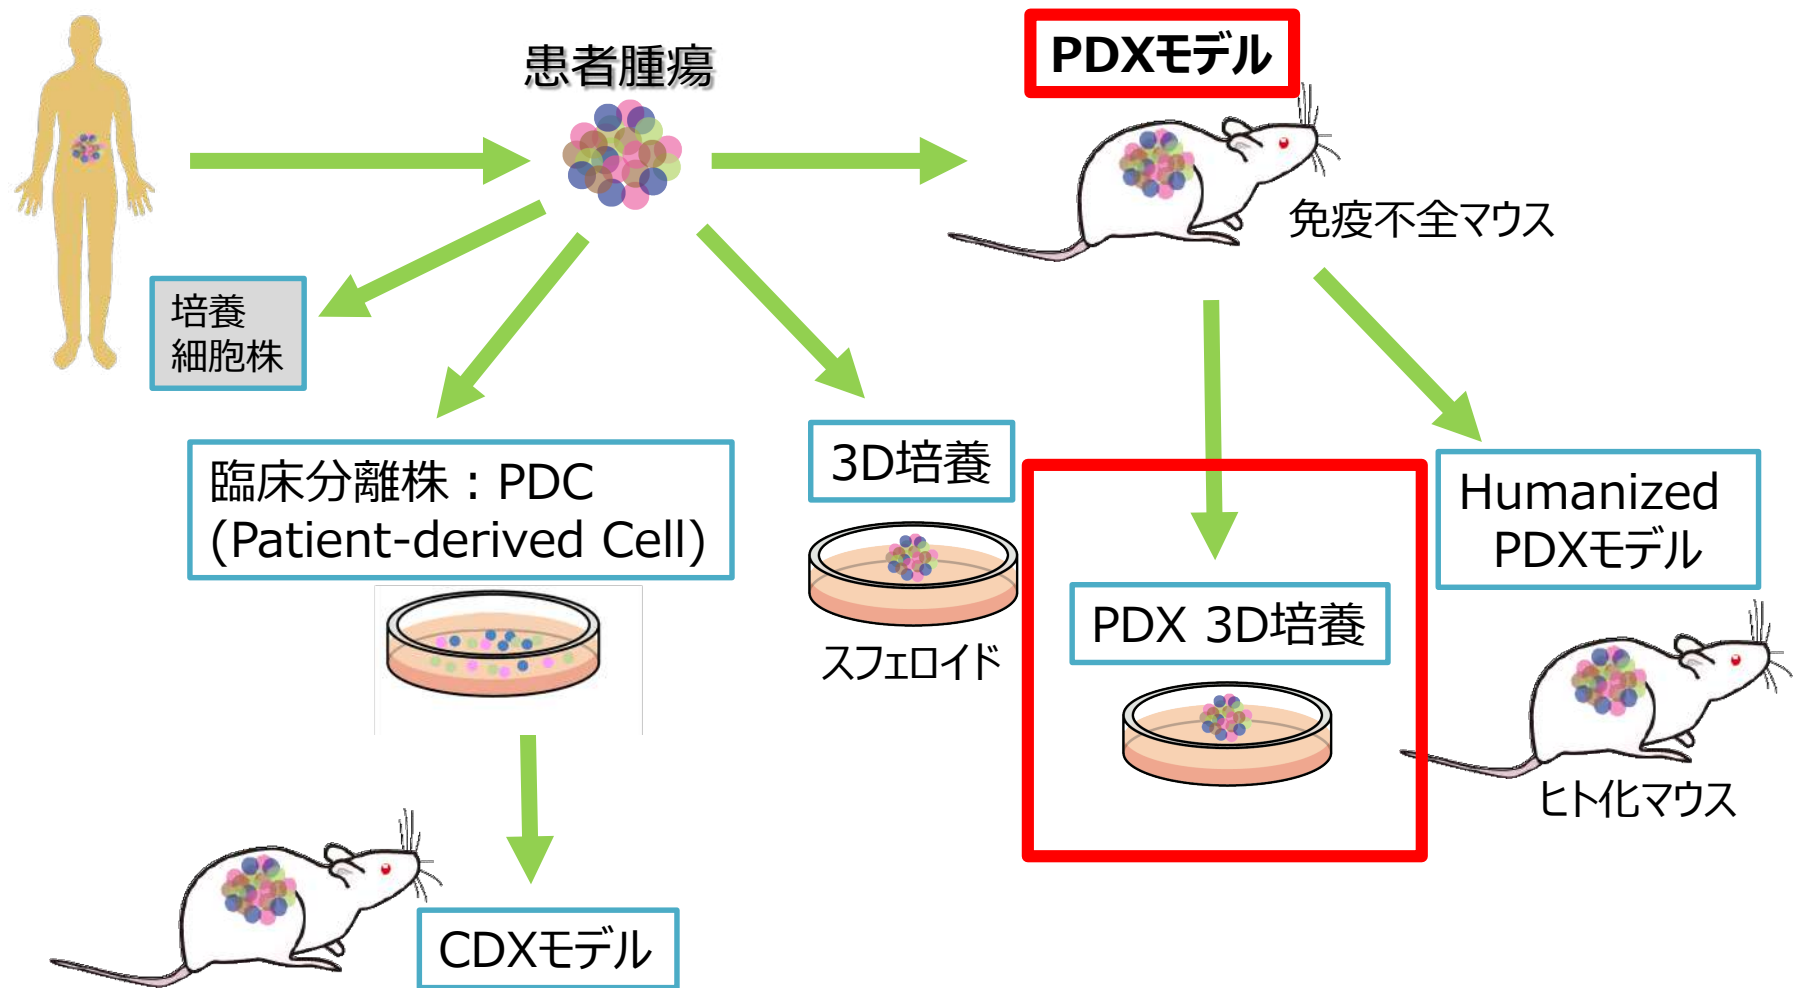 患者腫瘍
PDXモデル
免疫不全マウス
培養
細胞株
臨床分離株：PDC
(Patient-derived Cell)
3D培養
スフェロイド
PDX 3D培養
Humanized
PDXモデル
ヒト化マウス
CDXモデル